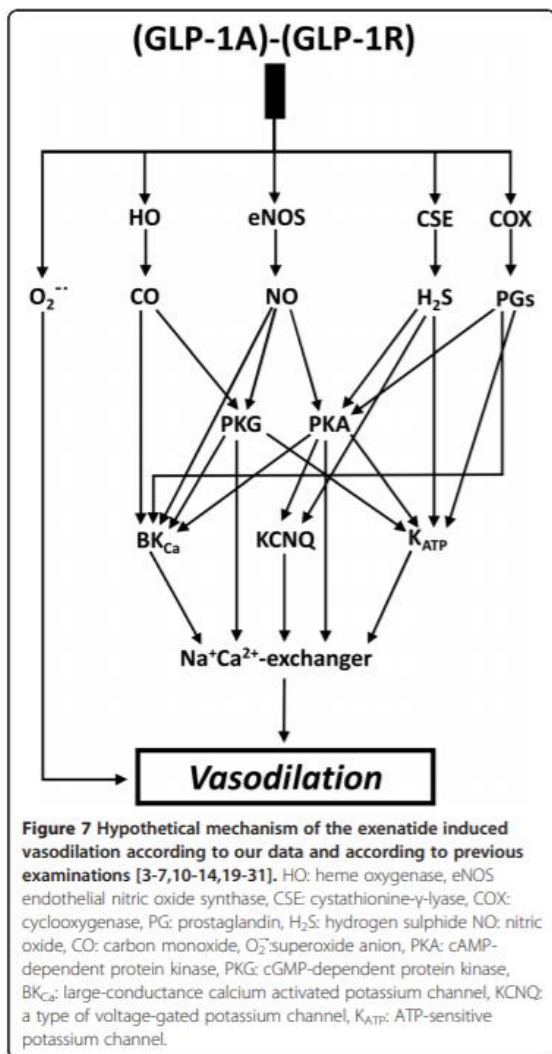 (GLP-1A)-(GLP-1R)
HO eNOS CSE COX
O₂⁻· CO NO H₂S PGs
PKG PKA
BK_Ca KCNQ K_ATP
Na⁺Ca²⁺-exchanger
Vasodilation
Figure 7 Hypothetical mechanism of the exenatide induced
vasodilation according to our data and according to previous
examinations [3-7,10-14,19-31]. HO: heme oxygenase, eNOS
endothelial nitric oxide synthase, CSE: cystathionine-γ-lyase, COX:
cyclooxygenase, PG: prostaglandin, H₂S: hydrogen sulphide NO: nitric
oxide, CO: carbon monoxide, O₂⁻·:superoxide anion, PKA: cAMP-
dependent protein kinase, PKG: cGMP-dependent protein kinase,
BK_Ca: large-conductance calcium activated potassium channel, KCNQ:
a type of voltage-gated potassium channel, K_ATP: ATP-sensitive
potassium channel.